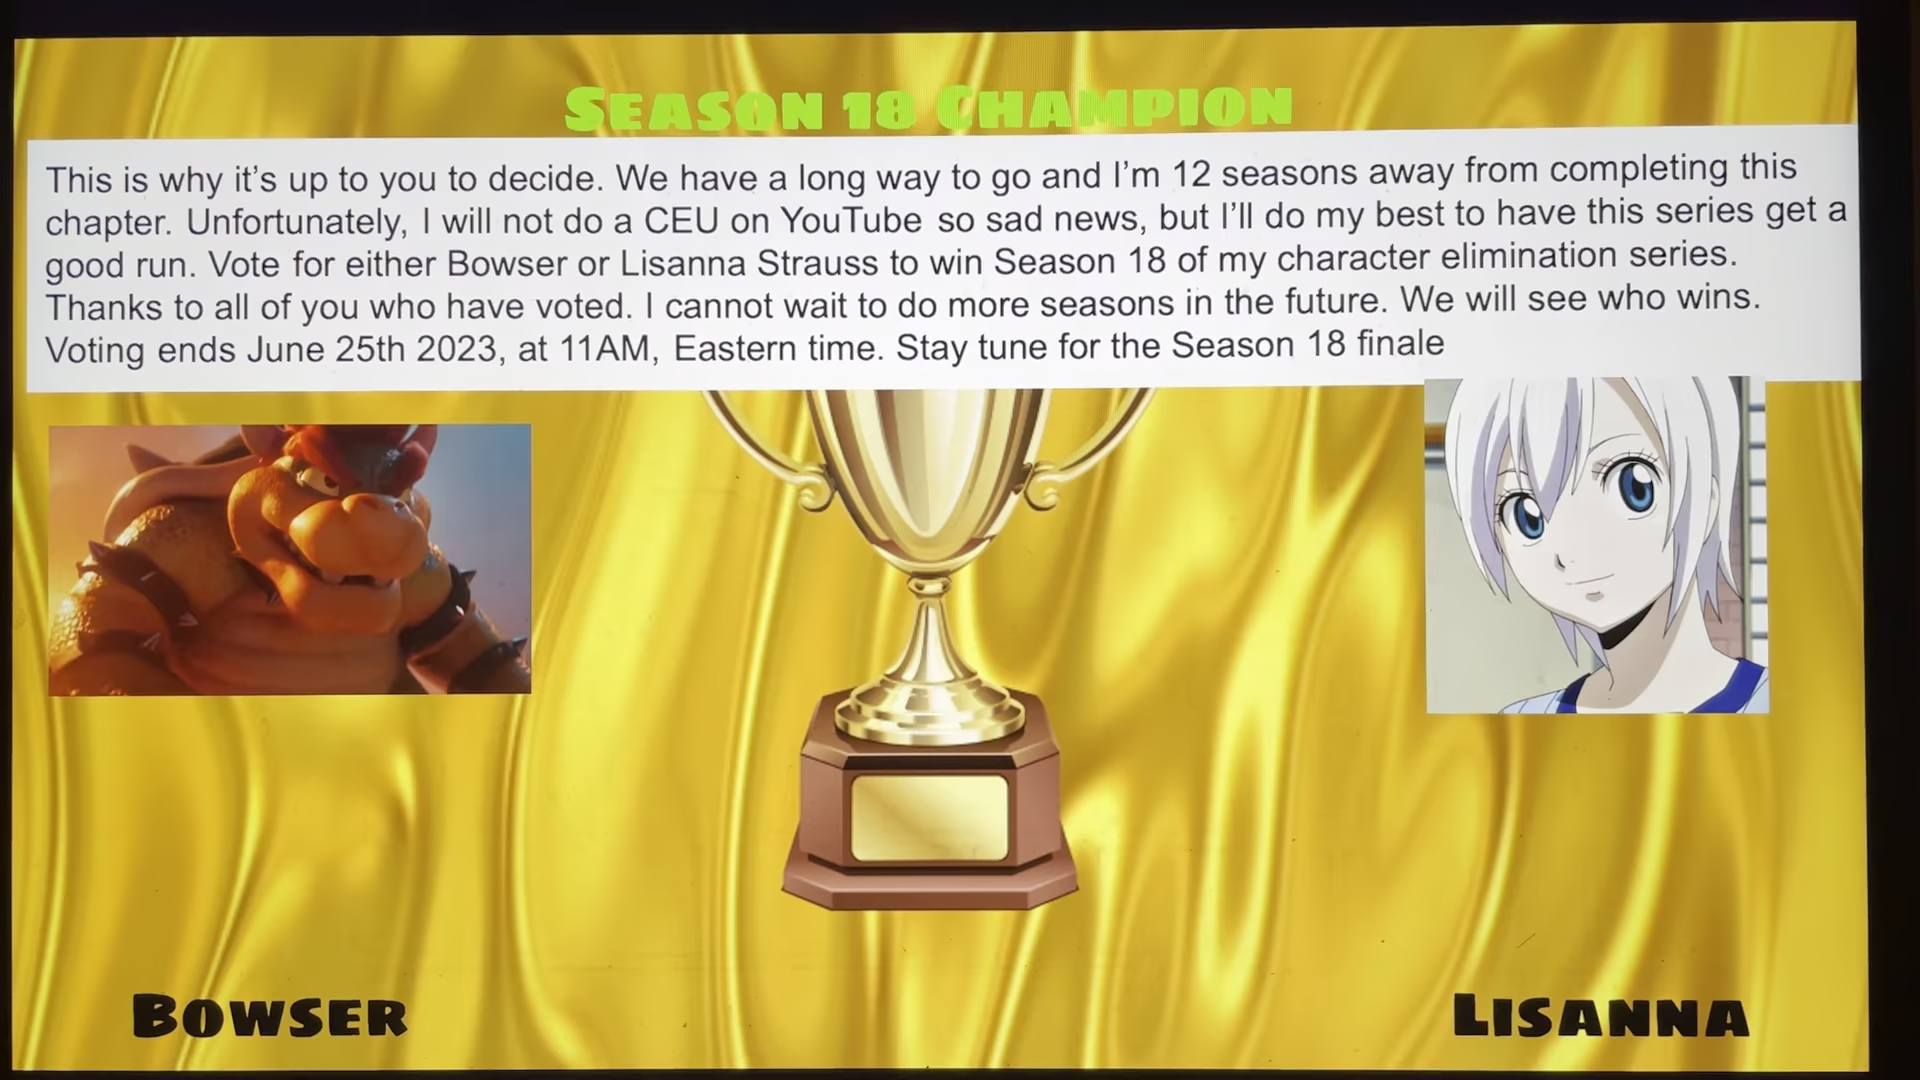 SEASON 18 CHAMPION
This is why it's up to you to decide. We have a long way to go and I'm 12 seasons away from completing this
chapter. Unfortunately, I will not do a CEU on YouTube so sad news, but I'll do my best to have this series get a
good run. Vote for either Bowser or Lisanna Strauss to win Season 18 of my character elimination series.
Thanks to all of you who have voted. I cannot wait to do more seasons in the future. We will see who wins.
Voting ends June 25th 2023, at 11AM, Eastern time. Stay tune for the Season 18 finale
BOWSER
LISANNA